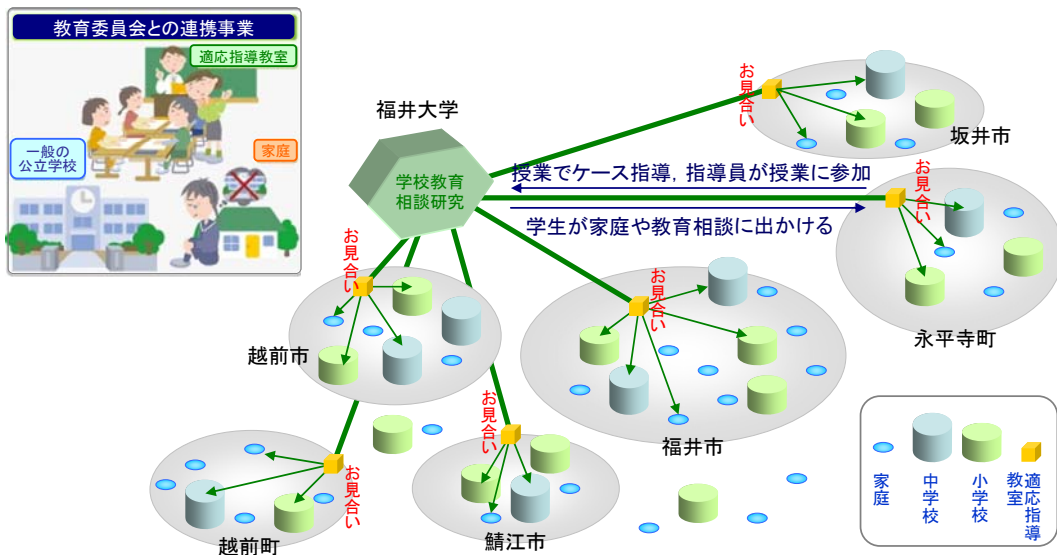 教育委員会との連携事業
適応指導教室
一般の
公立学校
家庭
福井大学
学校教育
相談研究
お見合い
坂井市
授業でケース指導, 指導員が授業に参加
学生が家庭や教育相談に出かける
お見合い
永平寺町
お見合い
越前市
お見合い
福井市
お見合い
越前町
お見合い
鯖江市
家庭
中学校
小学校
適応指導
教室